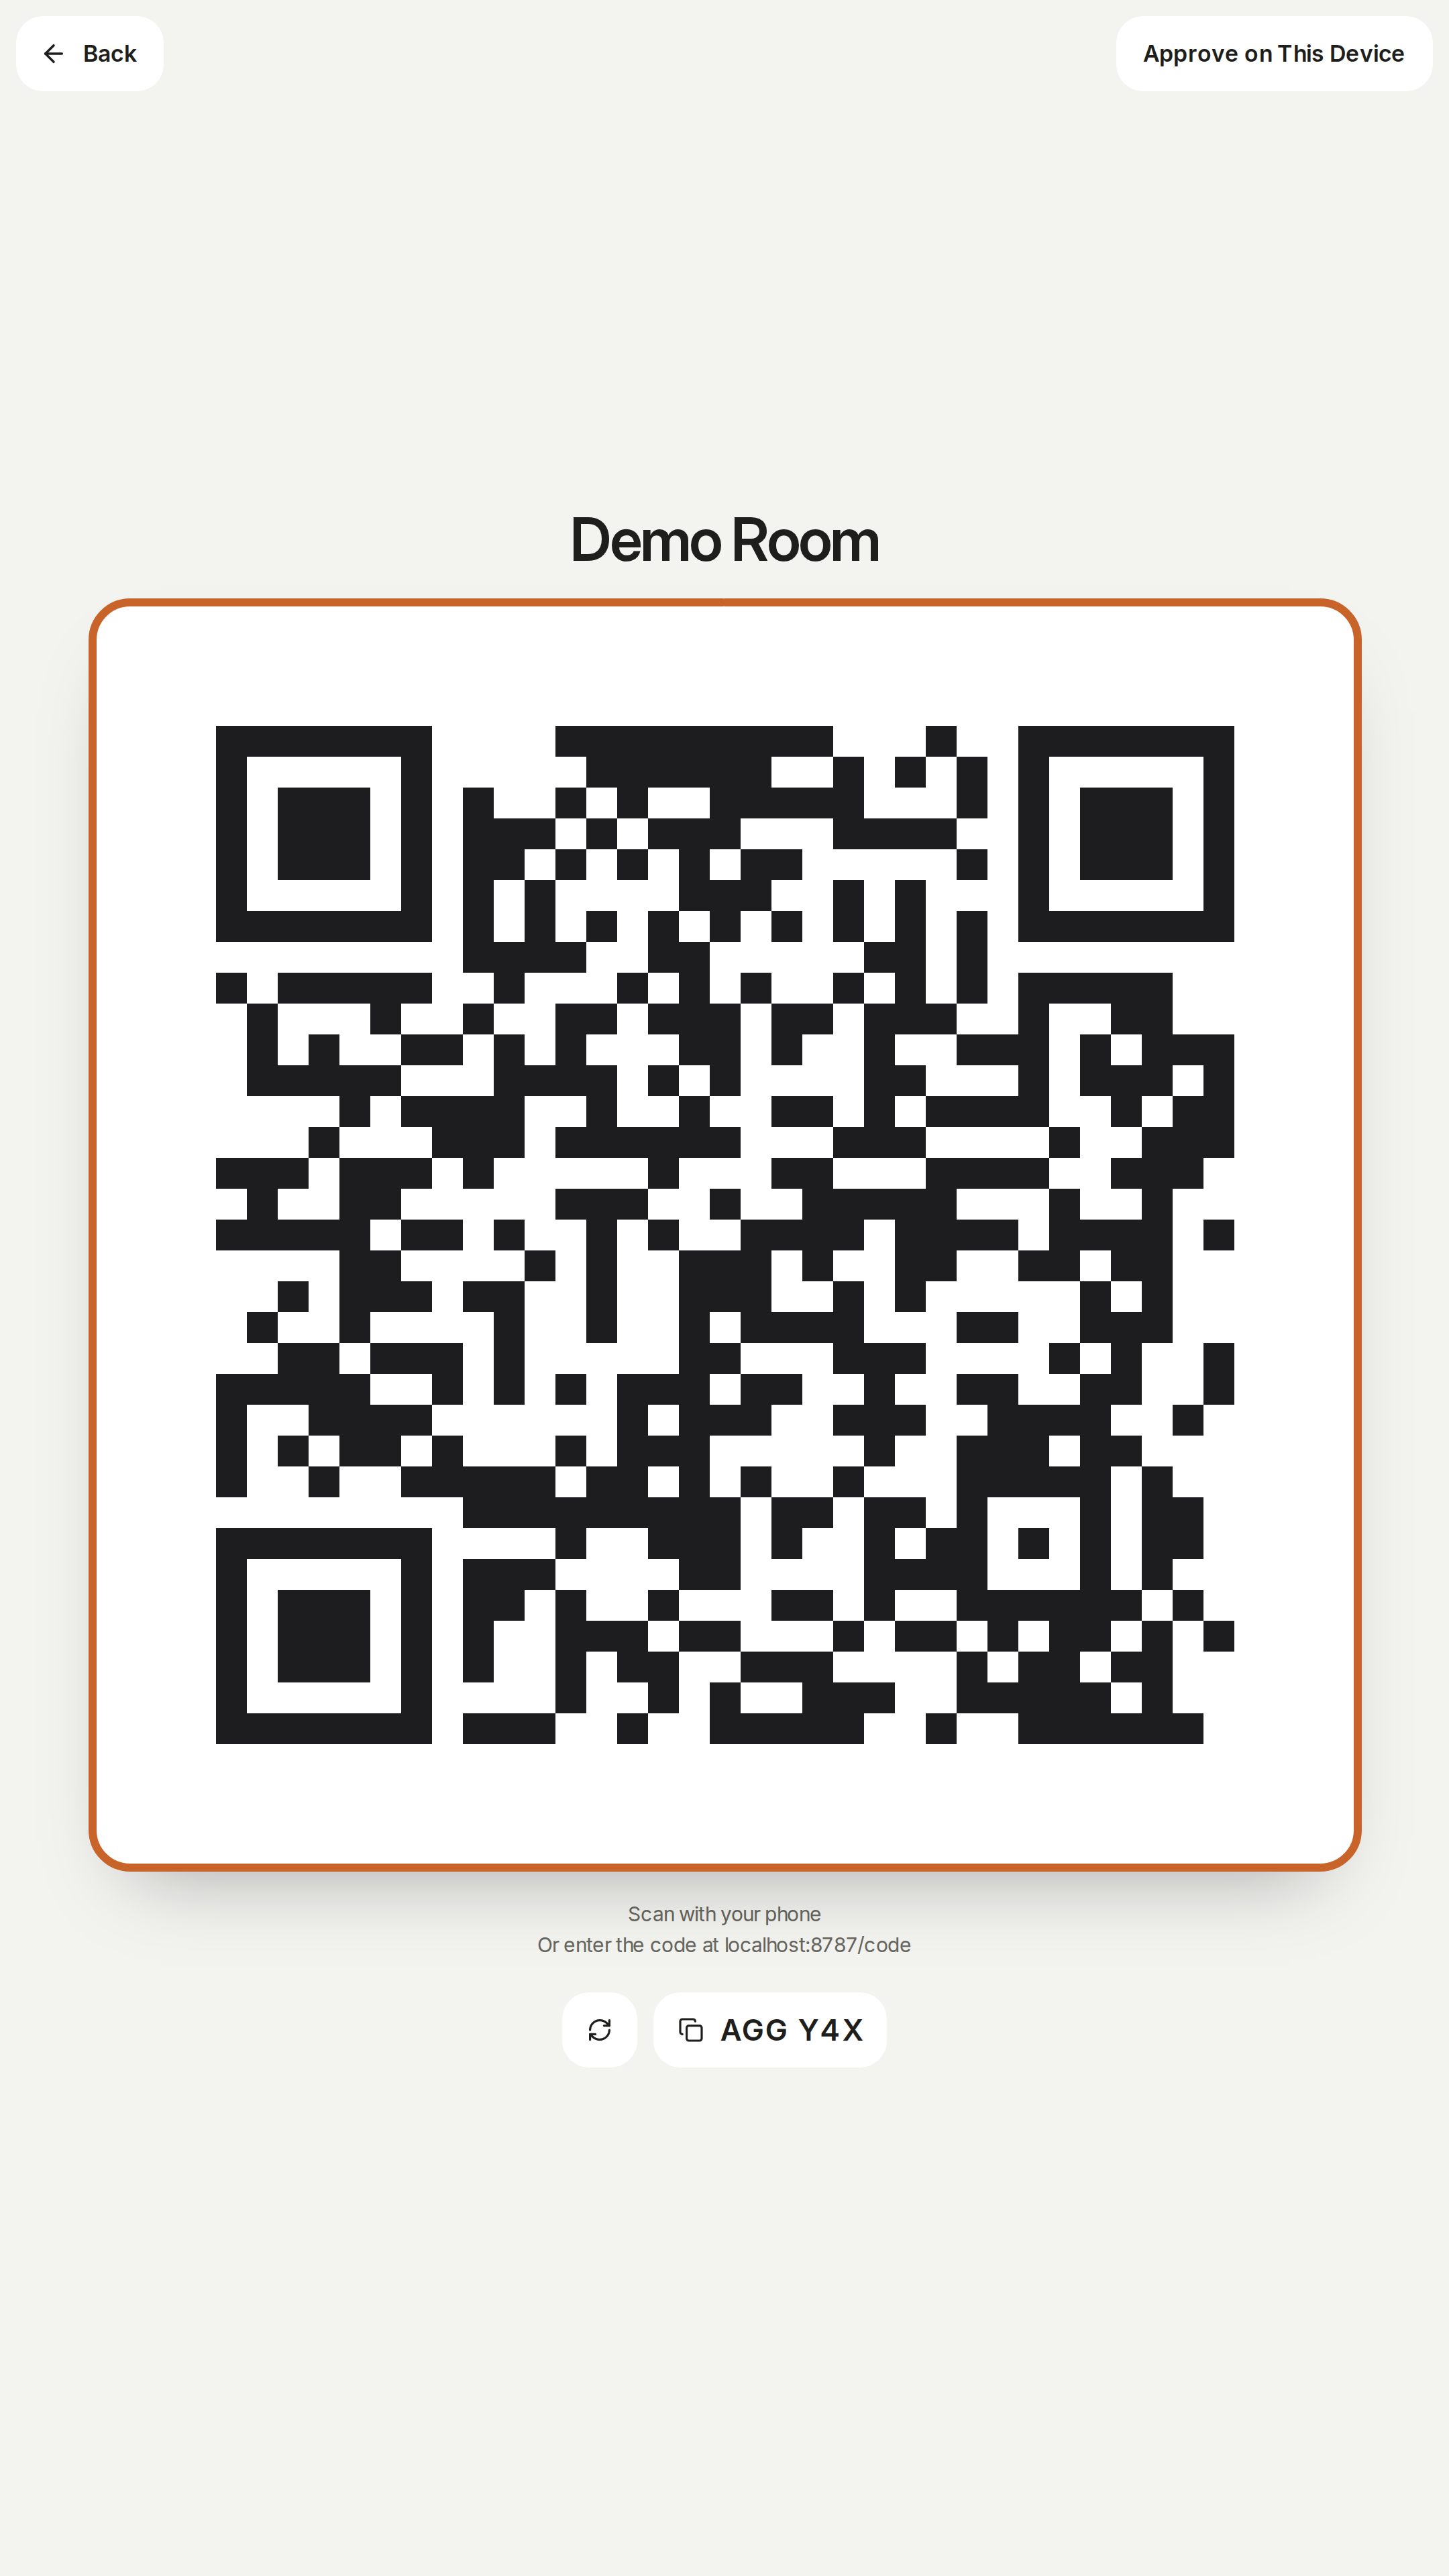 Back
Approve on This Device
Demo Room
Scan with your phone
Or enter the code at localhost:8787/code
AGG Y4X